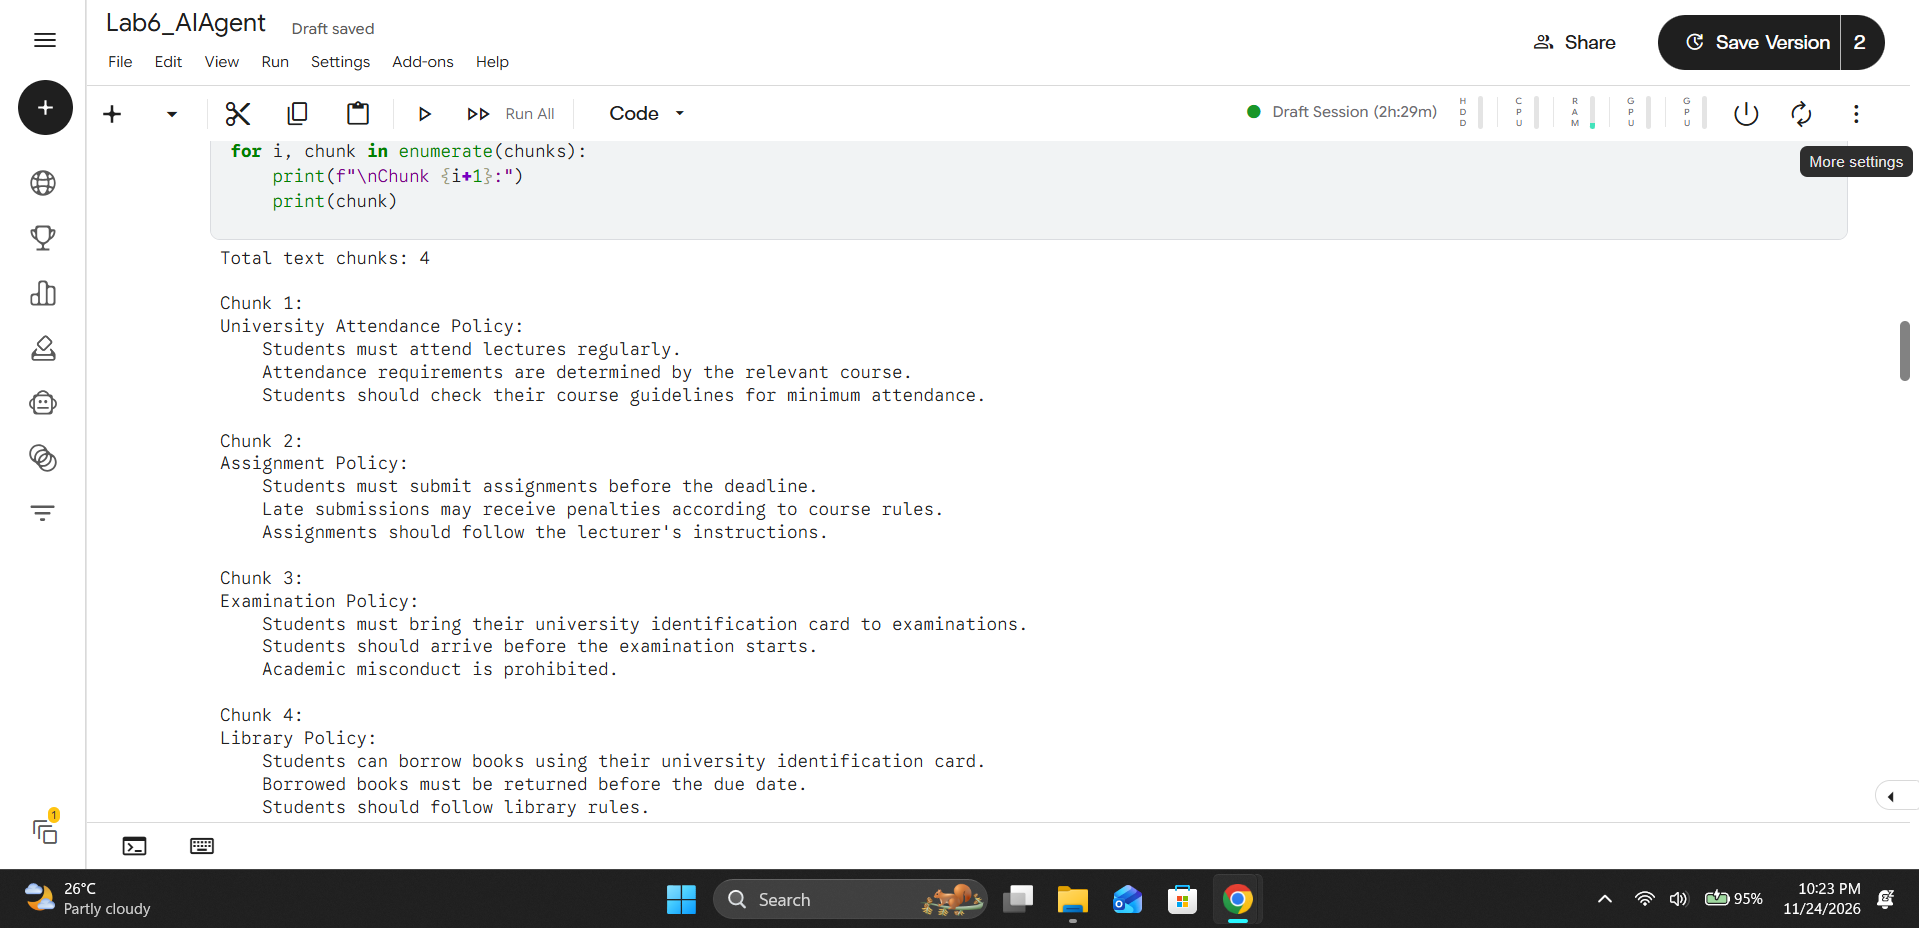 Lab6_AIAgent
Draft saved
File Edit View Run Settings Add-ons Help
Share
Save Version 2
Run All
Code
Draft Session (2h:29m)
HDD
CPU
RAM
GPU
GPU
More settings
for i, chunk in enumerate(chunks):
    print(f"\nChunk {i+1}:")
    print(chunk)
Total text chunks: 4
Chunk 1:
University Attendance Policy:
    Students must attend lectures regularly.
    Attendance requirements are determined by the relevant course.
    Students should check their course guidelines for minimum attendance.
Chunk 2:
Assignment Policy:
    Students must submit assignments before the deadline.
    Late submissions may receive penalties according to course rules.
    Assignments should follow the lecturer's instructions.
Chunk 3:
Examination Policy:
    Students must bring their university identification card to examinations.
    Students should arrive before the examination starts.
    Academic misconduct is prohibited.
Chunk 4:
Library Policy:
    Students can borrow books using their university identification card.
    Borrowed books must be returned before the due date.
    Students should follow library rules.
1
26°C
Partly cloudy
Search
95%
10:23 PM
11/24/2026